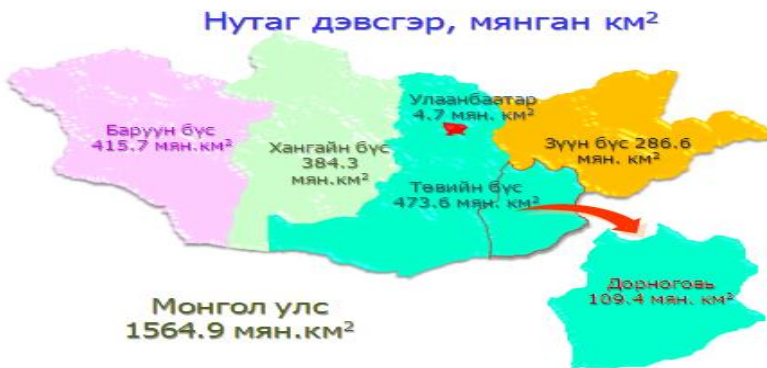 Нутаг дэвсгэр, мянган км²
Улаанбаатар
4.7 мян. км²
Баруун бүс
415.7 мян.км²
Хангайн бүс
384.3
мян.км²
Зүүн бүс 286.6
мян. км²
Төвийн бүс
473.6 мян. км²
Дорноговь
109.4 мян. км²
Монгол улс
1564.9 мян.км²